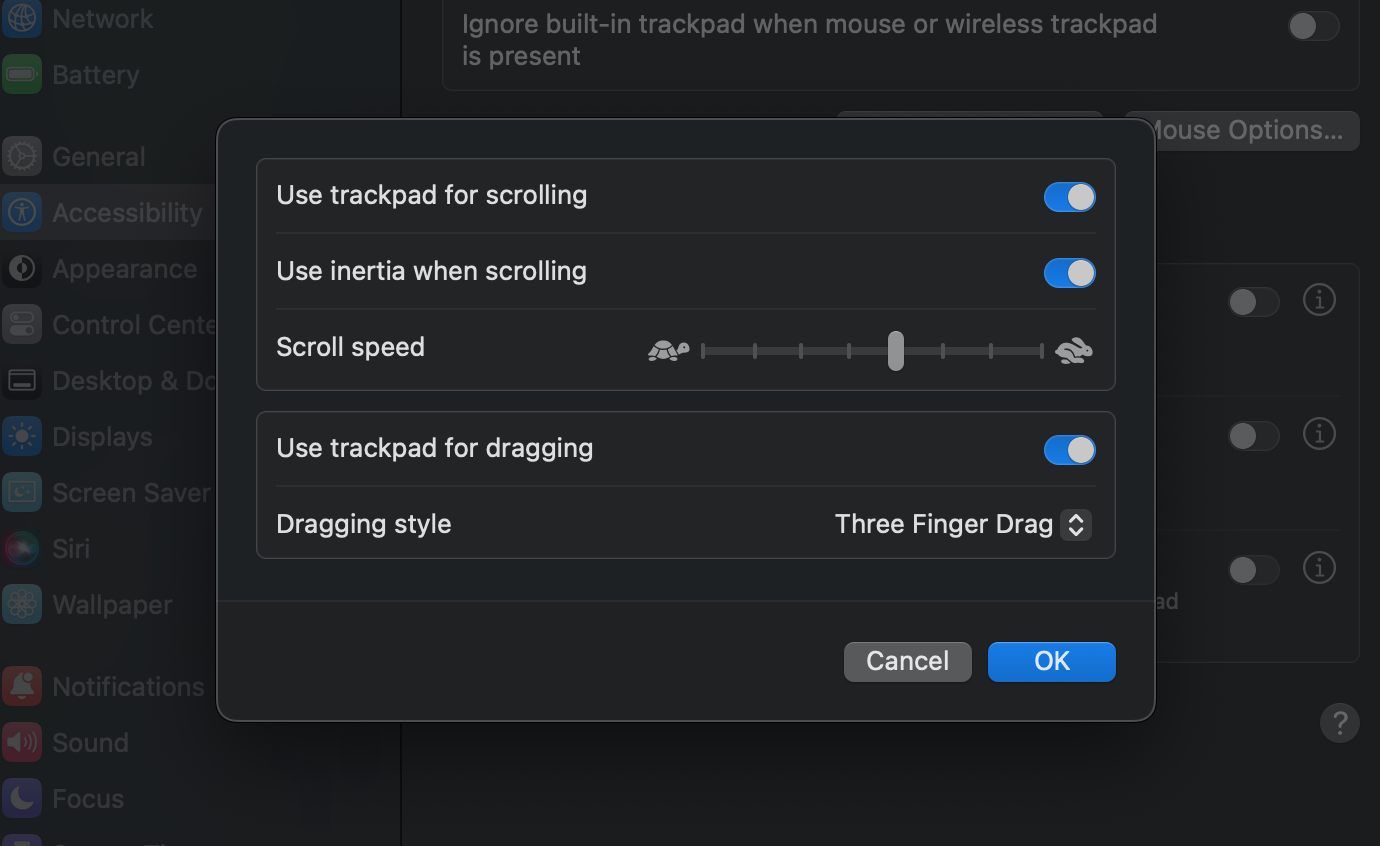 Network
Battery
General
Accessibility
Appearance
Control Cente
Desktop & Do
Displays
Screen Saver
Siri
Wallpaper
Notifications
Sound
Focus
Ignore built-in trackpad when mouse or wireless trackpad
is present
Mouse Options...
Use trackpad for scrolling
Use inertia when scrolling
Scroll speed
Use trackpad for dragging
Dragging style
Three Finger Drag
Cancel
OK
ad
?